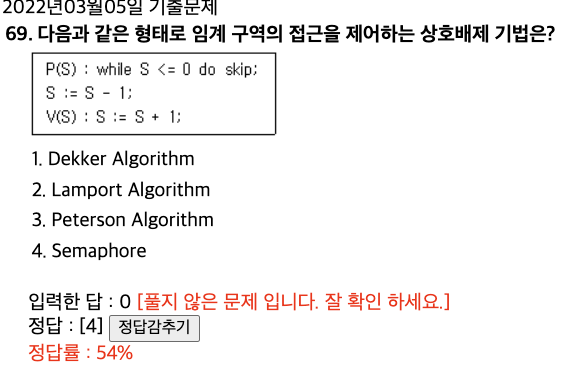 2022년03월05일 기출문제
69. 다음과 같은 형태로 임계 구역의 접근을 제어하는 상호배제 기법은?
P(S) : while S <= 0 do skip;
S := S - 1;
V(S) : S := S + 1;
1. Dekker Algorithm
2. Lamport Algorithm
3. Peterson Algorithm
4. Semaphore
입력한 답 : 0 [풀지 않은 문제 입니다. 잘 확인 하세요.]
정답 : [4] 정답감추기
정답률 : 54%